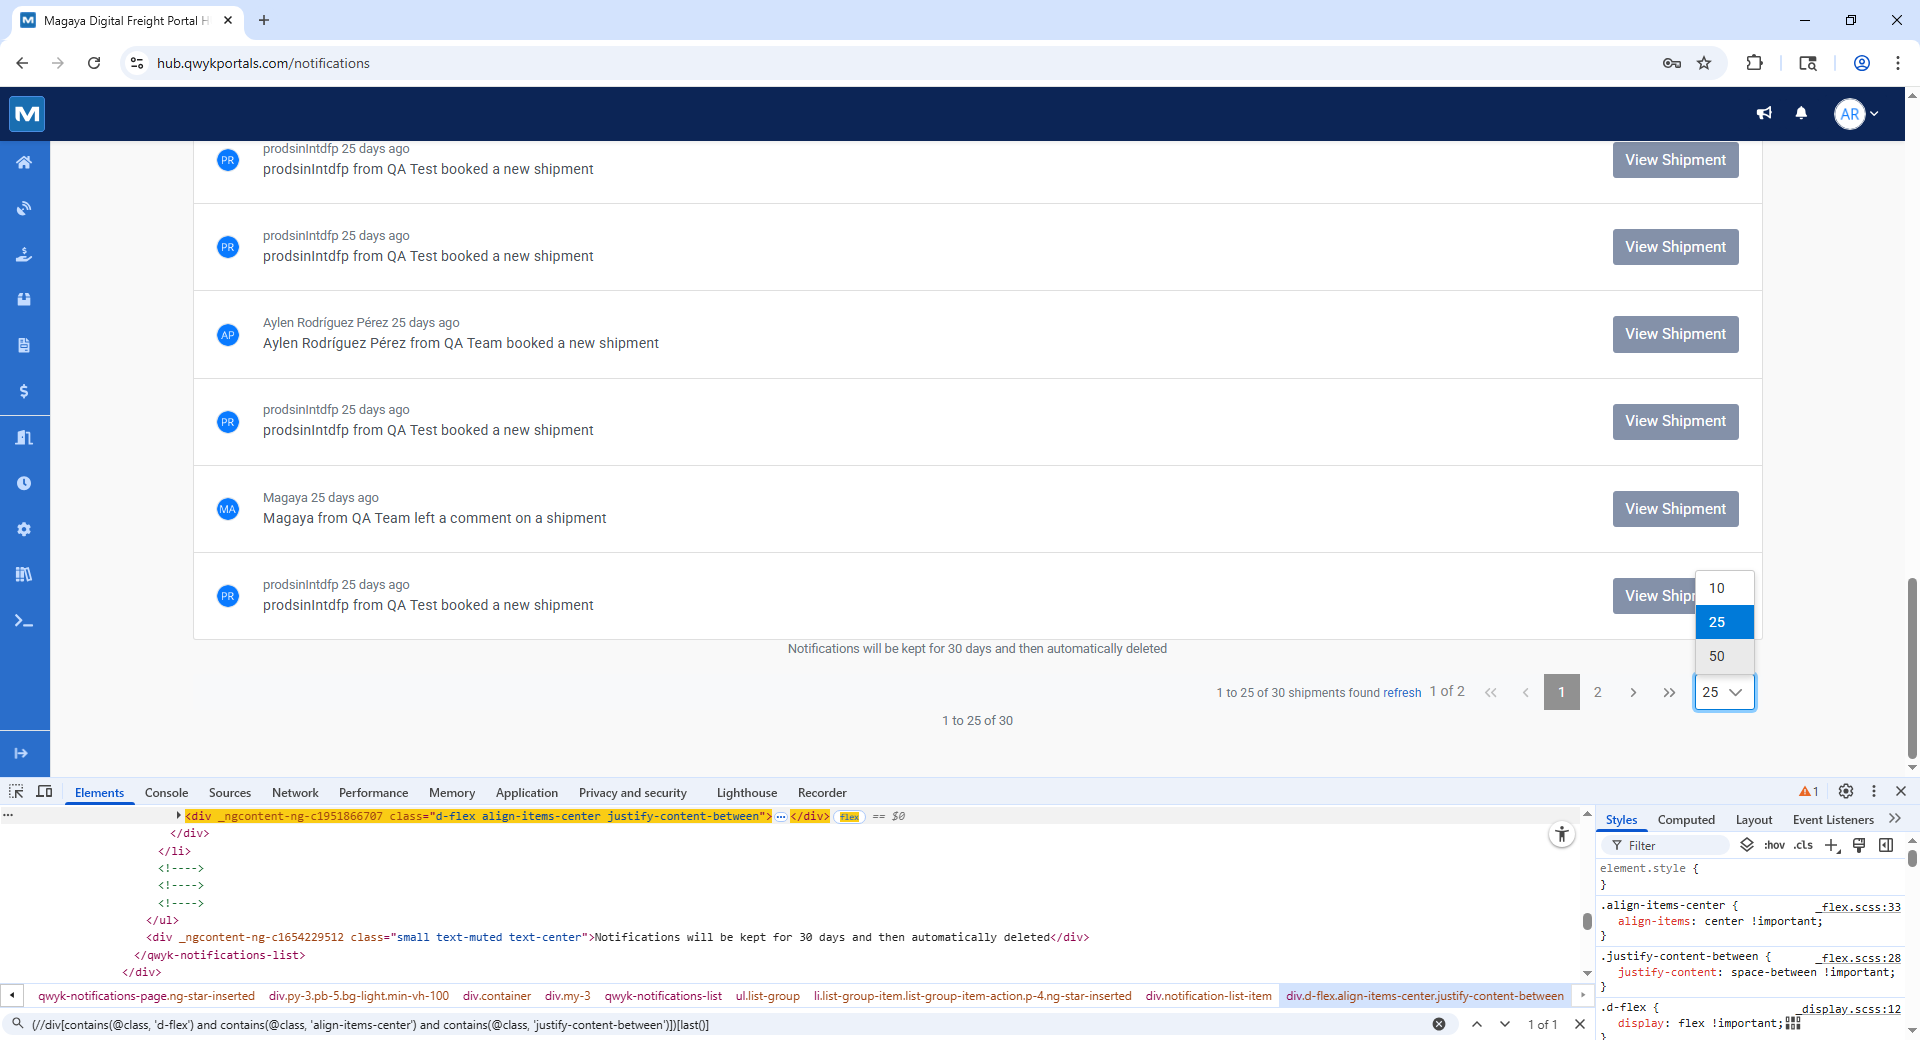 Magaya Digital Freight Portal H
hub.qwykportals.com/notifications
AR
prodsinIntdfp 25 days ago
PR
prodsinIntdfp from QA Test booked a new shipment
View Shipment
prodsinIntdfp 25 days ago
PR
prodsinIntdfp from QA Test booked a new shipment
View Shipment
Aylen Rodríguez Pérez 25 days ago
AP
Aylen Rodríguez Pérez from QA Team booked a new shipment
View Shipment
prodsinIntdfp 25 days ago
PR
prodsinIntdfp from QA Test booked a new shipment
View Shipment
Magaya 25 days ago
MA
Magaya from QA Team left a comment on a shipment
View Shipment
prodsinIntdfp 25 days ago
PR
prodsinIntdfp from QA Test booked a new shipment
View Shipm
10
25
50
Notifications will be kept for 30 days and then automatically deleted
1 to 25 of 30 shipments found refresh 1 of 2 « ‹ 1 2 › » 25
1 to 25 of 30
Elements Console Sources Network Performance Memory Application Privacy and security Lighthouse Recorder 1
<div _ngcontent-ng-c1951866707 class="d-flex align-items-center justify-content-between"> … </div> flex == $0
</div>
</li>
<!---->
<!---->
<!---->
</ul>
<div _ngcontent-ng-c1654229512 class="small text-muted text-center">Notifications will be kept for 30 days and then automatically deleted</div>
</qwyk-notifications-list>
</div>
qwyk-notifications-page.ng-star-inserted div.py-3.pb-5.bg-light.min-vh-100 div.container div.my-3 qwyk-notifications-list ul.list-group li.list-group-item.list-group-item-action.p-4.ng-star-inserted div.notification-list-item div.d-flex.align-items-center.justify-content-between
(//div[contains(@class, 'd-flex') and contains(@class, 'align-items-center') and contains(@class, 'justify-content-between')])[last()]
1 of 1
Styles Computed Layout Event Listeners
Filter :hov .cls
element.style {
}
.align-items-center { _flex.scss:33
align-items: center !important;
}
.justify-content-between { _flex.scss:28
justify-content: space-between !important;
}
.d-flex { _display.scss:12
display: flex !important;
}